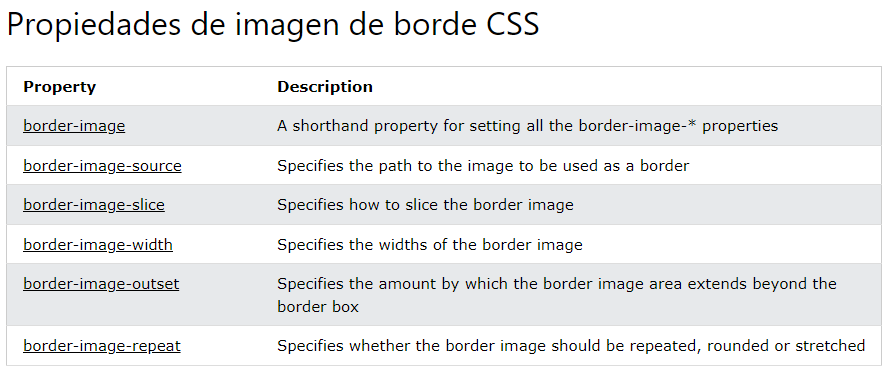 Propiedades de imagen de borde CSS
Property Description
border-image A shorthand property for setting all the border-image-* properties
border-image-source Specifies the path to the image to be used as a border
border-image-slice Specifies how to slice the border image
border-image-width Specifies the widths of the border image
border-image-outset Specifies the amount by which the border image area extends beyond the
border box
border-image-repeat Specifies whether the border image should be repeated, rounded or stretched